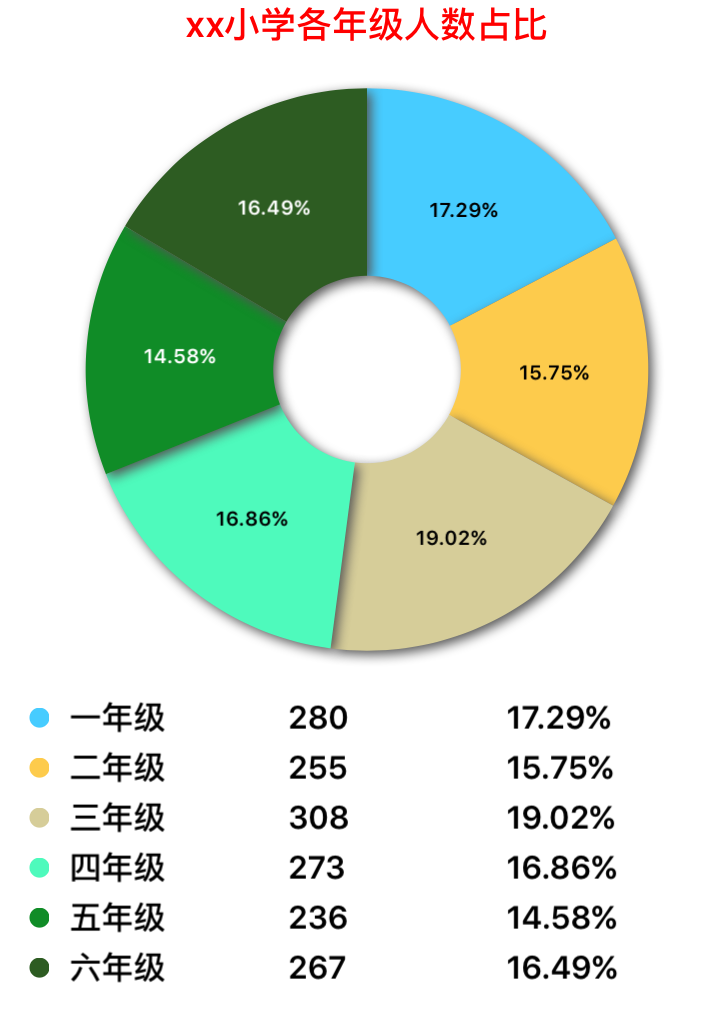 xx小学各年级人数占比
16.49%
17.29%
14.58%
15.75%
16.86%
19.02%
一年级 280 17.29%
二年级 255 15.75%
三年级 308 19.02%
四年级 273 16.86%
五年级 236 14.58%
六年级 267 16.49%